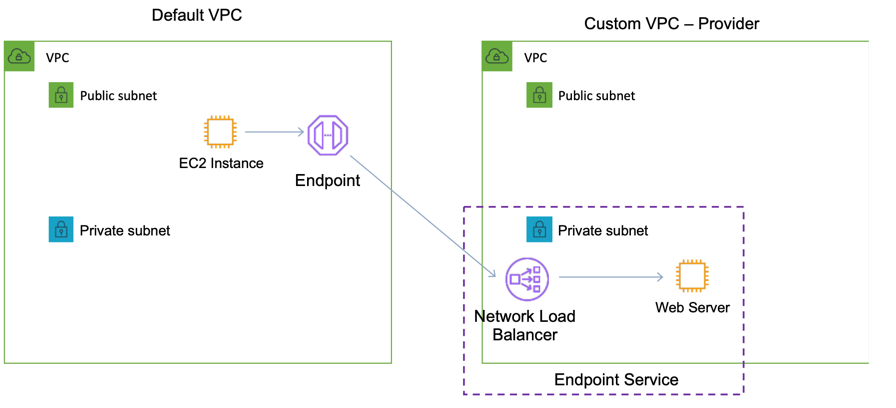 Default VPC
Custom VPC – Provider
VPC
VPC
Public subnet
Public subnet
EC2 Instance
Endpoint
Private subnet
Private subnet
Network Load
Balancer
Web Server
Endpoint Service